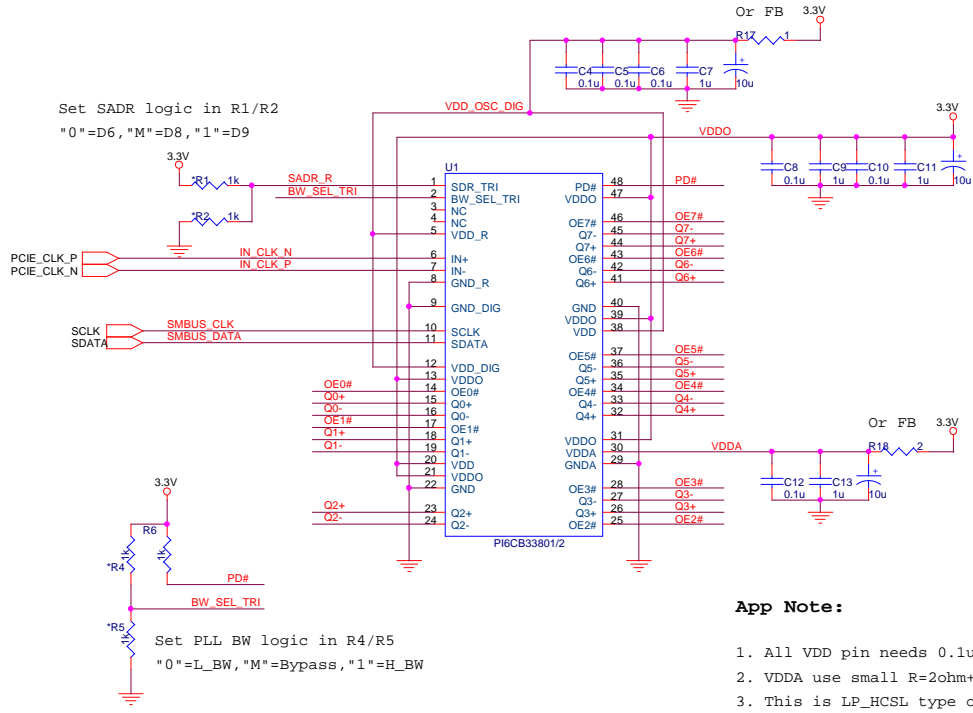 Or FB
3.3V
R17
1
C4
0.1u
C5
0.1u
C6
0.1u
C7
1u
+
10u
Set SADR logic in R1/R2
"0"=D6,"M"=D8,"1"=D9
VDD_OSC_DIG
3.3V
VDDO
C8
0.1u
C9
1u
C10
0.1u
C11
1u
+
10u
3.3V
*R1
1k
*R2
1k
SADR_R
BW_SEL_TRI
PCIE_CLK_P
PCIE_CLK_N
IN_CLK_N
IN_CLK_P
SCLK
SDATA
SMBUS_CLK
SMBUS_DATA
OE0#
Q0+
Q0-
OE1#
Q1+
Q1-
Q2+
Q2-
U1
1 SDR_TRI
2 BW_SEL_TRI
3 NC
4 NC
5 VDD_R
6 IN+
7 IN-
8 GND_R
9 GND_DIG
10 SCLK
11 SDATA
12 VDD_DIG
13 VDDO
14 OE0#
15 Q0+
16 Q0-
17 OE1#
18 Q1+
19 Q1-
20 VDD
21 VDDO
22 GND
23 Q2+
24 Q2-
PD# 48 PD#
VDDO 47
OE7# 46 OE7#
Q7- 45 Q7-
Q7+ 44 Q7+
OE6# 43 OE6#
Q6- 42 Q6-
Q6+ 41 Q6+
GND 40
VDDO 39
VDD 38
OE5# 37 OE5#
Q5- 36 Q5-
Q5+ 35 Q5+
OE4# 34 OE4#
Q4- 33 Q4-
Q4+ 32 Q4+
VDDO 31
VDDA 30 VDDA
GNDA 29
OE3# 28 OE3#
Q3- 27 Q3-
Q3+ 26 Q3+
OE2# 25 OE2#
PI6CB33801/2
Or FB
3.3V
R18
2
C12
0.1u
C13
1u
+
10u
3.3V
R6
1k
*R4
1k
PD#
BW_SEL_TRI
*R5
1k
Set PLL BW logic in R4/R5
"0"=L_BW,"M"=Bypass,"1"=H_BW
App Note:
1. All VDD pin needs 0.1u
2. VDDA use small R=2ohm+
3. This is LP_HCSL type